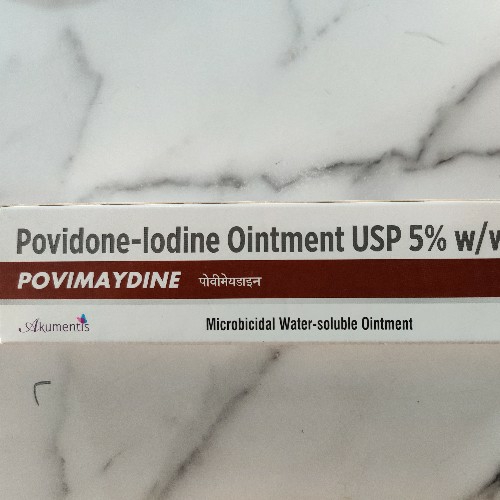 Povidone-Iodine Ointment USP 5% w/w
POVIMAYDINE पोवीमेयडाइन
Akumentis
Microbicidal Water-soluble Ointment